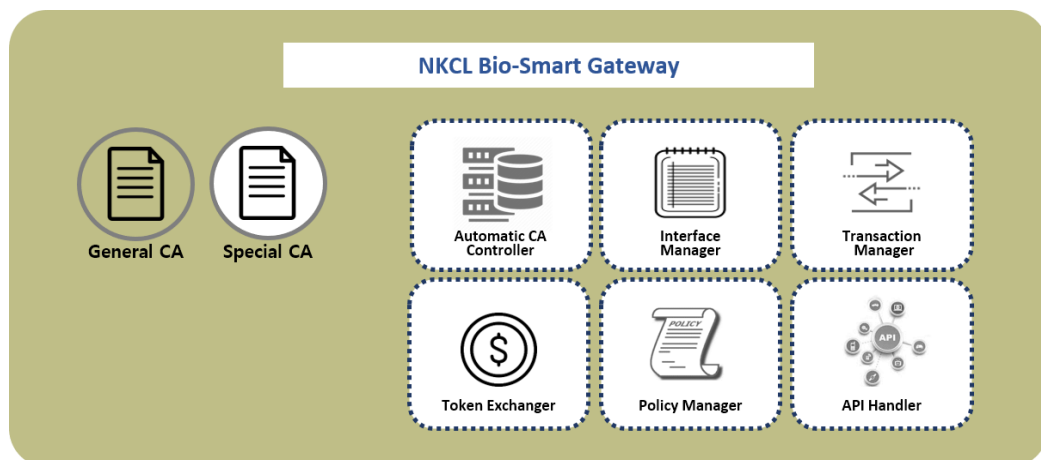 NKCL Bio-Smart Gateway
General CA
Special CA
Automatic CA
Controller
Interface
Manager
Transaction
Manager
Token Exchanger
POLICY
Policy Manager
API
API Handler